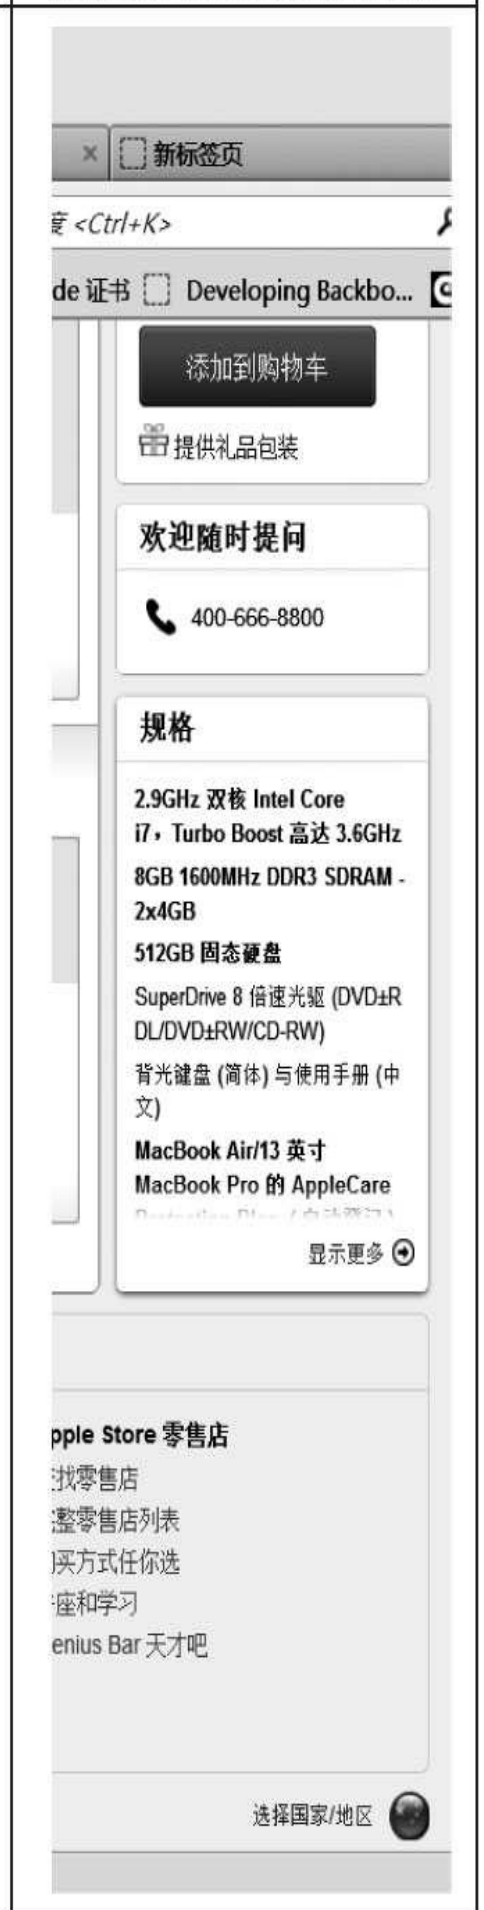 新标签页
<Ctrl+K>
证书 Developing Backbo...
添加到购物车
提供礼品包装
欢迎随时提问
400-666-8800
规格
2.9GHz 双核 Intel Core
i7，Turbo Boost 高达 3.6GHz
8GB 1600MHz DDR3 SDRAM -
2x4GB
512GB 固态硬盘
SuperDrive 8 倍速光驱 (DVD±R
DL/DVD±RW/CD-RW)
背光键盘 (简体) 与使用手册 (中
文)
MacBook Air/13 英寸
MacBook Pro 的 AppleCare
显示更多
Store 零售店
找零售店
整零售店列表
买方式任你选
座和学习
Bar 天才吧
选择国家/地区